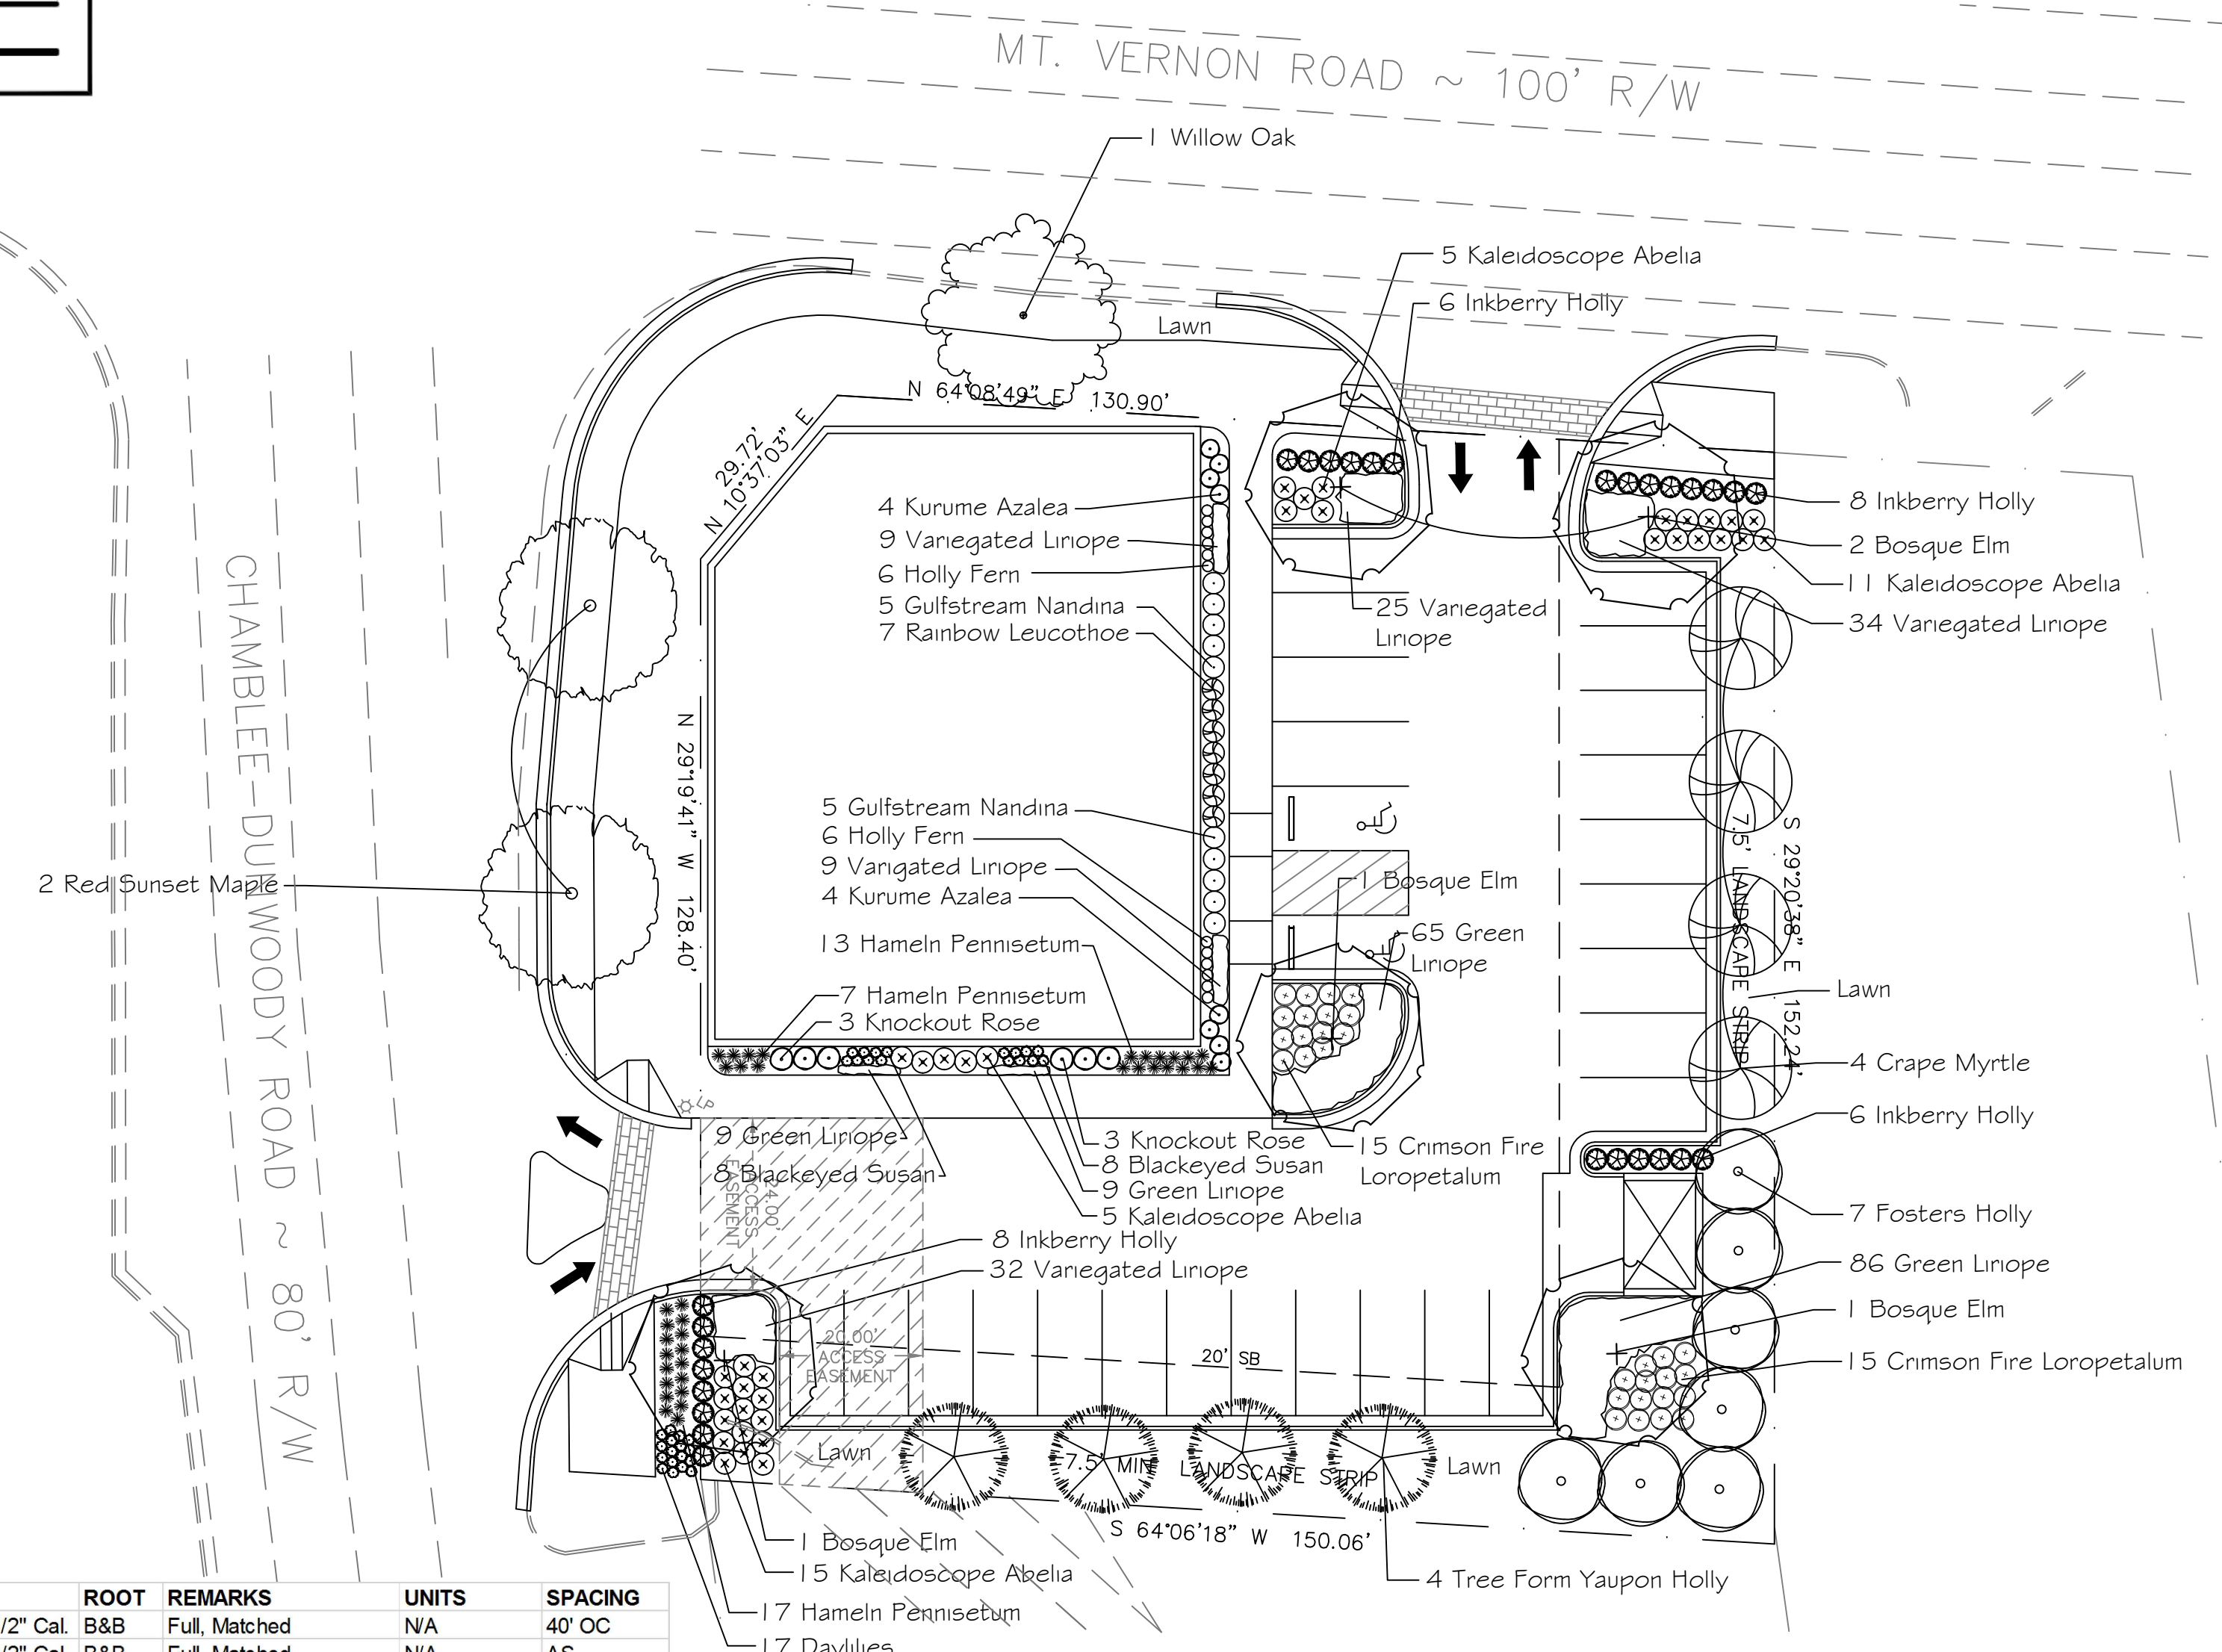 MT. VERNON ROAD ~ 100' R/W
1 Willow Oak
5 Kaleidoscope Abelia
6 Inkberry Holly
Lawn
N 64°08'49" E 130.90'
29.72'
N 10°37'03" E
4 Kurume Azalea
9 Variegated Liriope
6 Holly Fern
5 Gulfstream Nandina
7 Rainbow Leucothoe
25 Variegated
Liriope
8 Inkberry Holly
2 Bosque Elm
11 Kaleidoscope Abelia
34 Variegated Liriope
CHAMBLEE-DUNWOODY ROAD ~ 80' R/W
N 29°19'41" W 128.40'
2 Red Sunset Maple
5 Gulfstream Nandina
6 Holly Fern
9 Varigated Liriope
4 Kurume Azalea
13 Hameln Pennisetum
7 Hameln Pennisetum
3 Knockout Rose
1 Bosque Elm
65 Green
Liriope
7.5' LANDSCAPE STRIP
S 29°20'38" E 152.24'
Lawn
4 Crape Myrtle
6 Inkberry Holly
LP
9 Green Liriope
8 Blackeyed Susan
24.00'
ACCESS
EASEMENT
3 Knockout Rose
8 Blackeyed Susan
9 Green Liriope
5 Kaleidoscope Abelia
15 Crimson Fire
Loropetalum
8 Inkberry Holly
32 Variegated Liriope
7 Fosters Holly
86 Green Liriope
1 Bosque Elm
15 Crimson Fire Loropetalum
20.00'
ACCESS
EASEMENT
20' SB
Lawn
7.5' MIN LANDSCAPE STRIP
Lawn
S 64°06'18" W 150.06'
1 Bosque Elm
15 Kaleidoscope Abelia
17 Hameln Pennisetum
17 Daylilies
4 Tree Form Yaupon Holly
ROOT REMARKS UNITS SPACING
/2" Cal. B&B Full, Matched N/A 40' OC
/2" Cal. B&B Full, Matched N/A AS